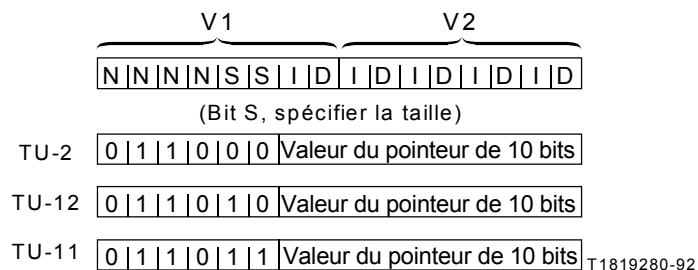 V1 V2
N|N|N|N|S|S|I|D|I|D|I|D|I|D|I|D
(Bit S, spécifier la taille)
TU-2 0|1|1|0|0|0|Valeur du pointeur de 10 bits
TU-12 0|1|1|0|1|0|Valeur du pointeur de 10 bits
TU-11 0|1|1|0|1|1|Valeur du pointeur de 10 bits
T1819280-92